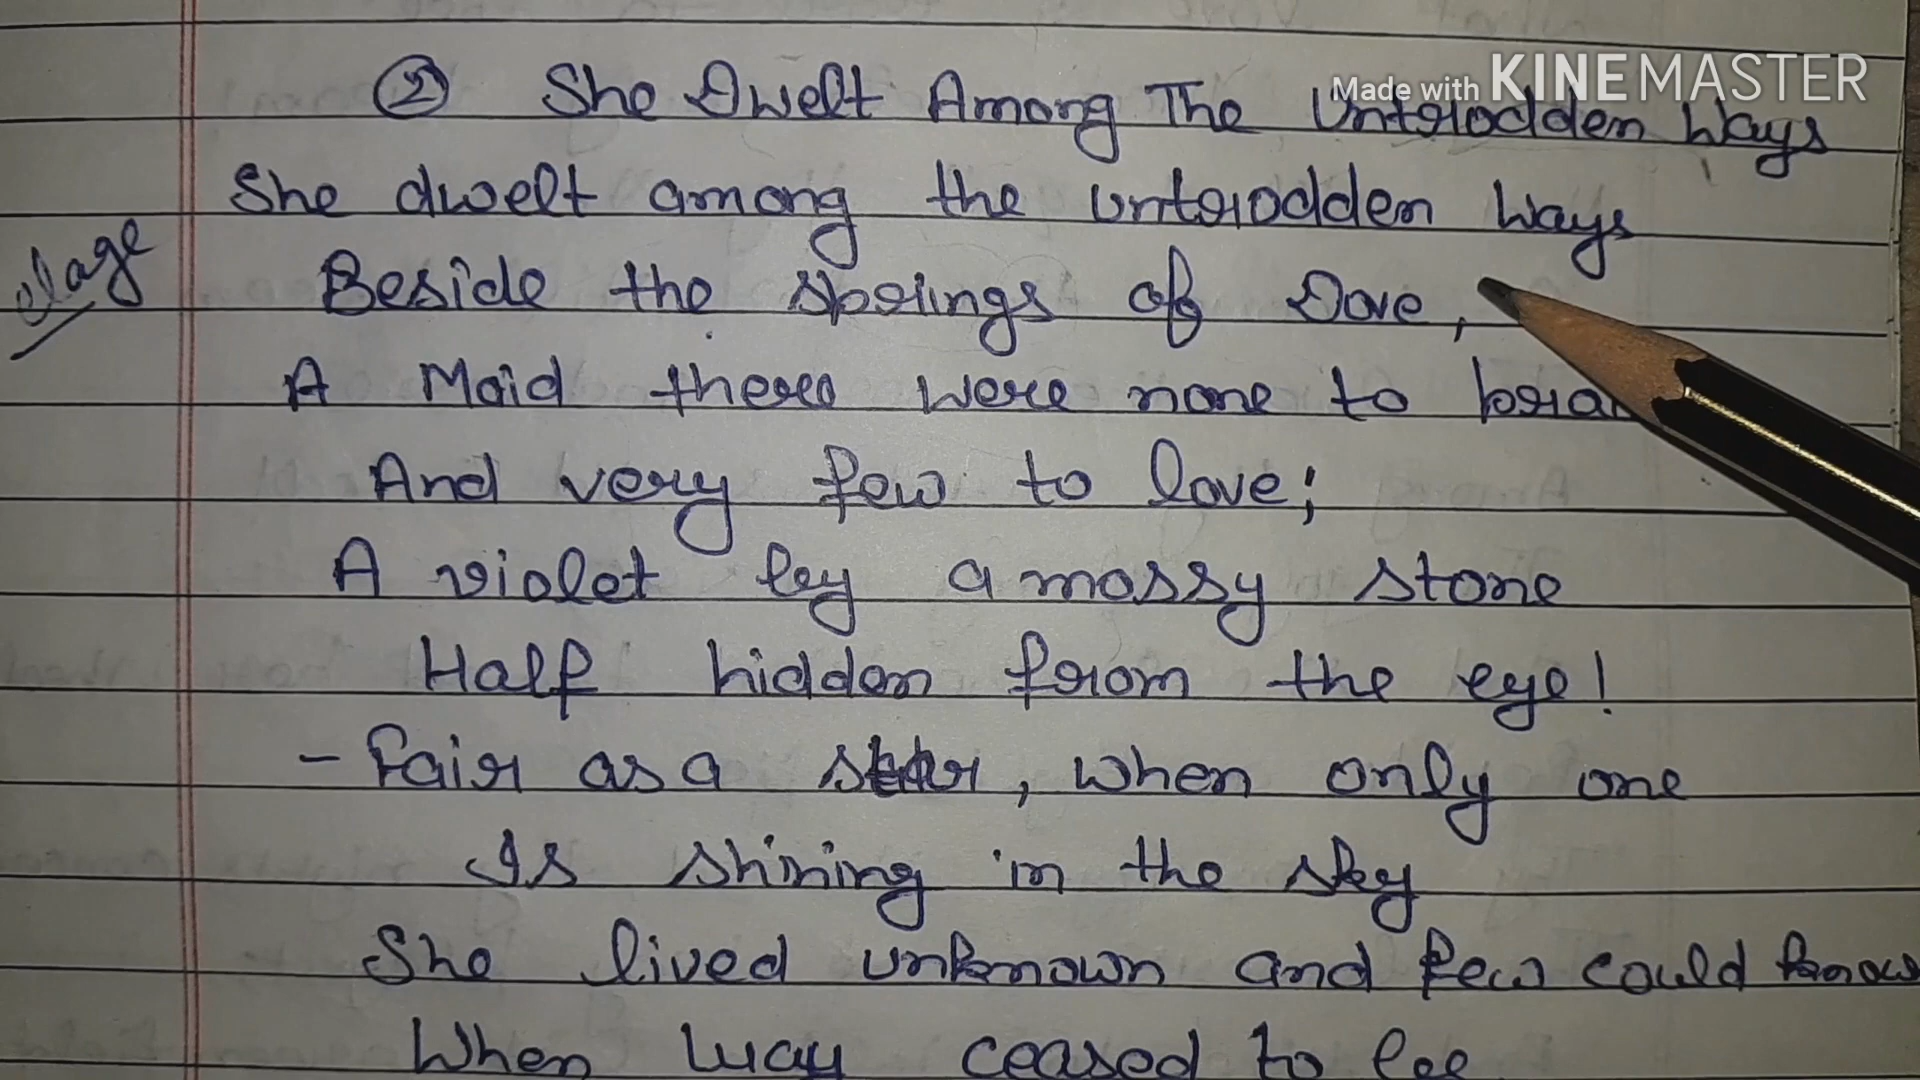 Made with KINEMASTER
② She Dwelt Among The Untrodden Ways
She dwelt among the untrodden ways
Beside the springs of Dove,
A Maid there were none to
And very few to love;
A violet by a mossy stone
Half hidden from the eye!
- Fair as a star, when only one
Is shining in the sky
She lived unknown and few could know
When Lucy ceased to be